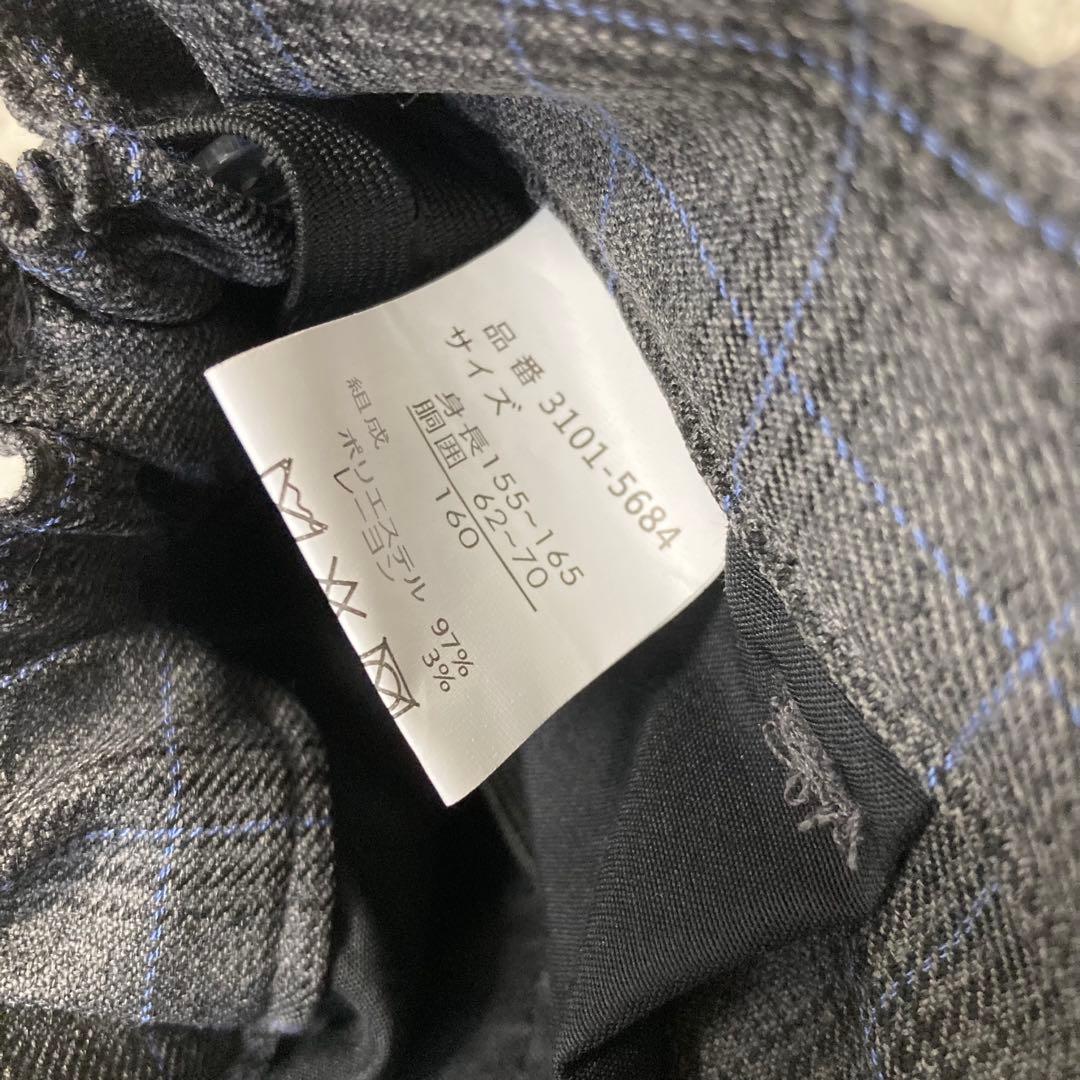 品番 3101-5684
サイズ
身長155~165
胴囲 62~70
160
組成
ポリエステル 97%
レーヨン 3%